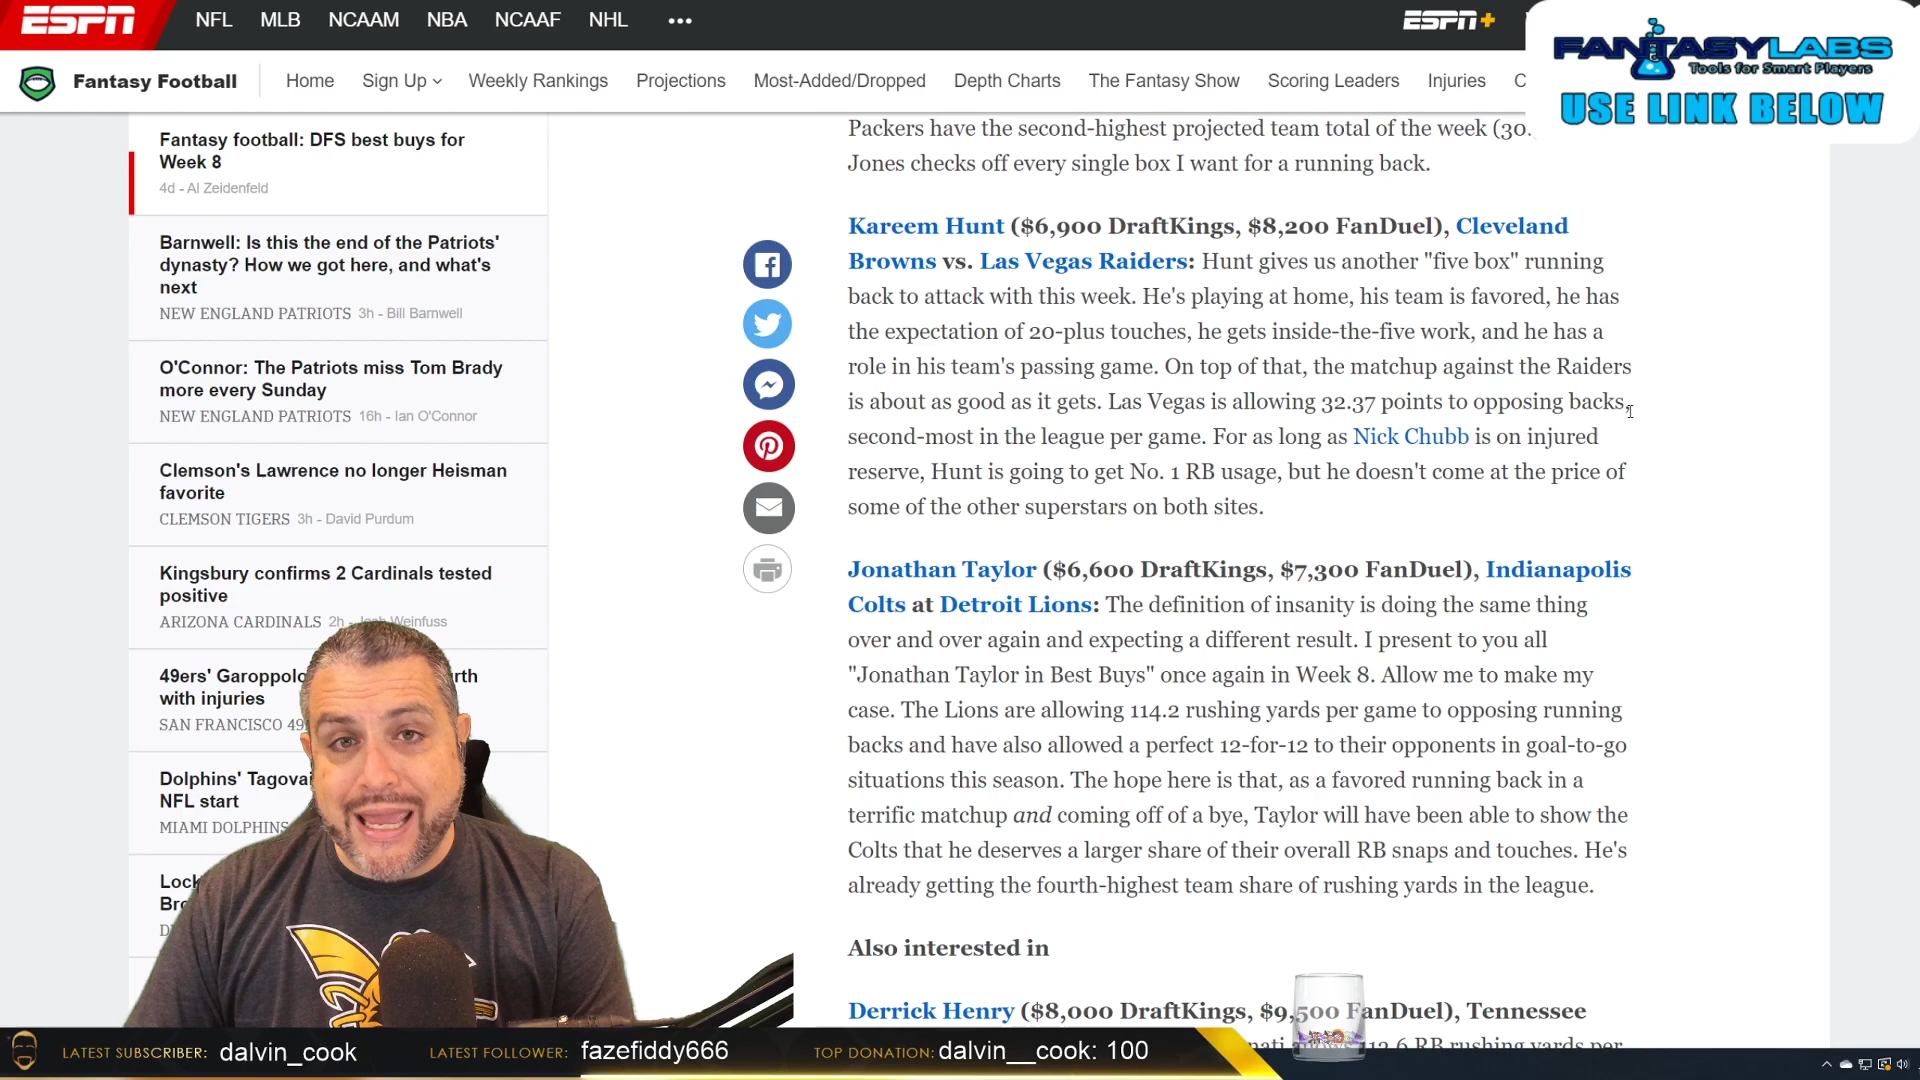 ESPN NFL MLB NCAAM NBA NCAAF NHL ••• ESPN+
FANTASYLABS
Tools for Smart Players
USE LINK BELOW
Fantasy Football Home Sign Up Weekly Rankings Projections Most-Added/Dropped Depth Charts The Fantasy Show Scoring Leaders Injuries
Fantasy football: DFS best buys for
Week 8
4d - Al Zeidenfeld
Barnwell: Is this the end of the Patriots'
dynasty? How we got here, and what's
next
NEW ENGLAND PATRIOTS 3h - Bill Barnwell
O'Connor: The Patriots miss Tom Brady
more every Sunday
NEW ENGLAND PATRIOTS 16h - Ian O'Connor
Clemson's Lawrence no longer Heisman
favorite
CLEMSON TIGERS 3h - David Purdum
Kingsbury confirms 2 Cardinals tested
positive
ARIZONA CARDINALS 2h - Josh Weinfuss
49ers' Garoppolo
with injuries
SAN FRANCISCO 49
Dolphins' Tagovai
NFL start
MIAMI DOLPHINS
Lock
Bro
Packers have the second-highest projected team total of the week (30.
Jones checks off every single box I want for a running back.
Kareem Hunt ($6,900 DraftKings, $8,200 FanDuel), Cleveland
Browns vs. Las Vegas Raiders: Hunt gives us another "five box" running
back to attack with this week. He's playing at home, his team is favored, he has
the expectation of 20-plus touches, he gets inside-the-five work, and he has a
role in his team's passing game. On top of that, the matchup against the Raiders
is about as good as it gets. Las Vegas is allowing 32.37 points to opposing backs,
second-most in the league per game. For as long as Nick Chubb is on injured
reserve, Hunt is going to get No. 1 RB usage, but he doesn't come at the price of
some of the other superstars on both sites.
Jonathan Taylor ($6,600 DraftKings, $7,300 FanDuel), Indianapolis
Colts at Detroit Lions: The definition of insanity is doing the same thing
over and over again and expecting a different result. I present to you all
"Jonathan Taylor in Best Buys" once again in Week 8. Allow me to make my
case. The Lions are allowing 114.2 rushing yards per game to opposing running
backs and have also allowed a perfect 12-for-12 to their opponents in goal-to-go
situations this season. The hope here is that, as a favored running back in a
terrific matchup and coming off of a bye, Taylor will have been able to show the
Colts that he deserves a larger share of their overall RB snaps and touches. He's
already getting the fourth-highest team share of rushing yards in the league.
Also interested in
Derrick Henry ($8,000 DraftKings, $9,500 FanDuel), Tennessee
RB rushing yards per
LATEST SUBSCRIBER: dalvin_cook LATEST FOLLOWER: fazefiddy666 TOP DONATION: dalvin__cook: 100